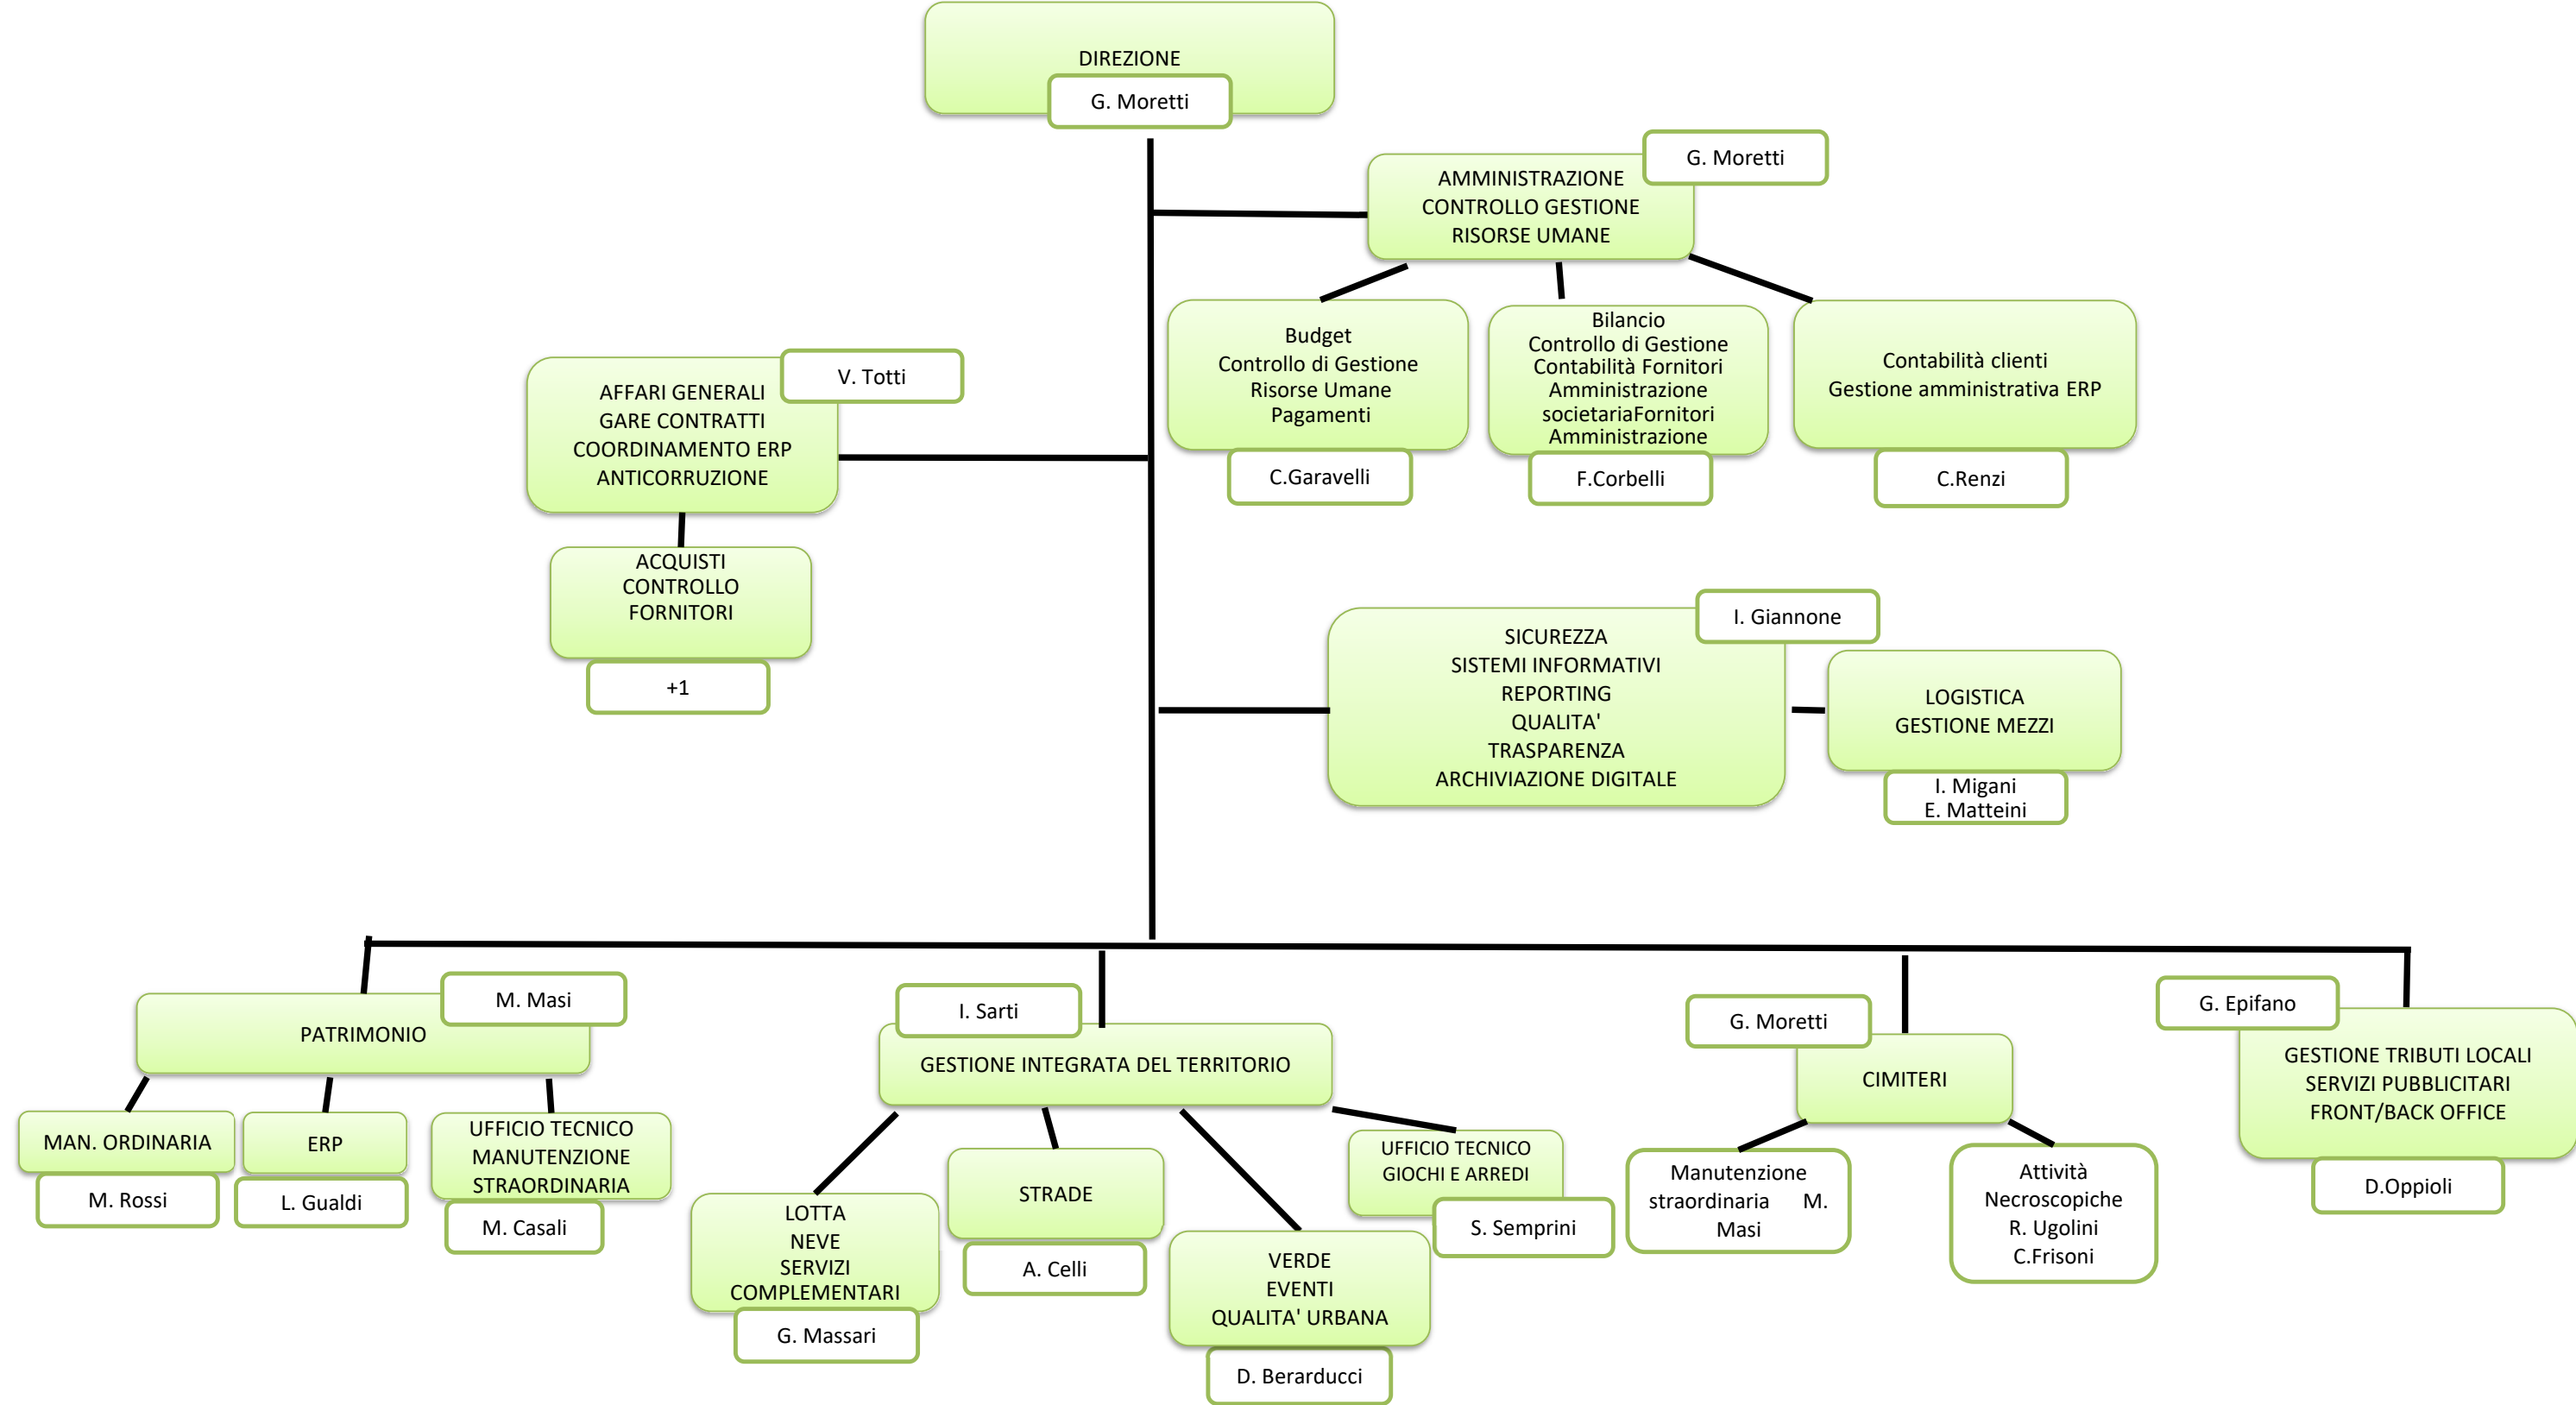 DIREZIONE
G. Moretti
G. Moretti
AMMINISTRAZIONE
CONTROLLO GESTIONE
RISORSE UMANE
Budget
Controllo di Gestione
Risorse Umane
Pagamenti
C.Garavelli
Bilancio
Controllo di Gestione
Contabilità Fornitori
Amministrazione
societariaFornitori
Amministrazione
F.Corbelli
Contabilità clienti
Gestione amministrativa ERP
C.Renzi
V. Totti
AFFARI GENERALI
GARE CONTRATTI
COORDINAMENTO ERP
ANTICORRUZIONE
ACQUISTI
CONTROLLO
FORNITORI
+1
I. Giannone
SICUREZZA
SISTEMI INFORMATIVI
REPORTING
QUALITA'
TRASPARENZA
ARCHIVIAZIONE DIGITALE
LOGISTICA
GESTIONE MEZZI
I. Migani
E. Matteini
M. Masi
PATRIMONIO
MAN. ORDINARIA
M. Rossi
ERP
L. Gualdi
UFFICIO TECNICO
MANUTENZIONE
STRAORDINARIA
M. Casali
I. Sarti
GESTIONE INTEGRATA DEL TERRITORIO
LOTTA
NEVE
SERVIZI
COMPLEMENTARI
G. Massari
STRADE
A. Celli
VERDE
EVENTI
QUALITA' URBANA
D. Berarducci
UFFICIO TECNICO
GIOCHI E ARREDI
S. Semprini
G. Moretti
CIMITERI
Manutenzione
straordinaria M.
Masi
Attività
Necroscopiche
R. Ugolini
C.Frisoni
G. Epifano
GESTIONE TRIBUTI LOCALI
SERVIZI PUBBLICITARI
FRONT/BACK OFFICE
D.Oppioli